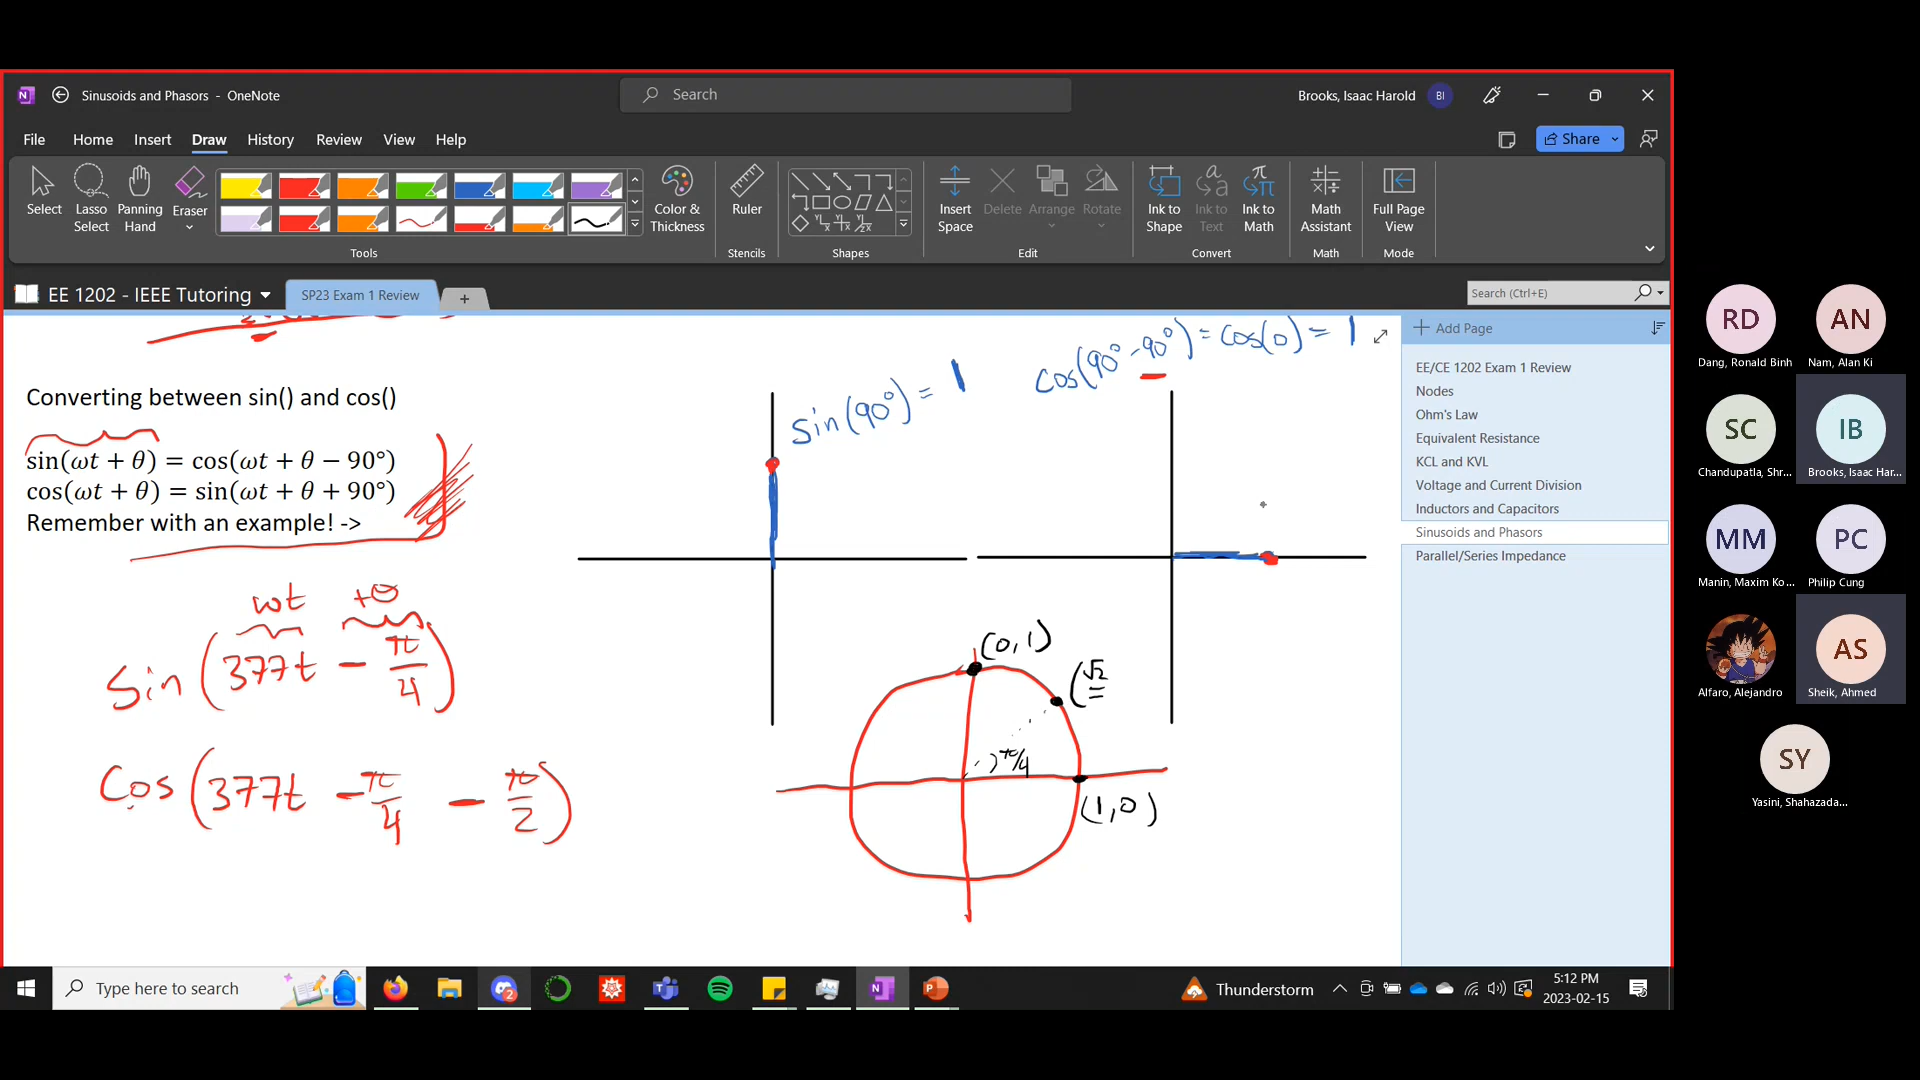 Sinusoids and Phasors - OneNote
Search
Brooks, Isaac Harold
BI
File
Home
Insert
Draw
History
Review
View
Help
Share
Select
Lasso
Select
Panning
Hand
Eraser
Color &
Thickness
Ruler
Insert
Space
Delete
Arrange
Rotate
Ink to
Shape
Ink to
Text
Ink to
Math
Math
Assistant
Full Page
View
Tools
Stencils
Shapes
Edit
Convert
Math
Mode
EE 1202 - IEEE Tutoring
SP23 Exam 1 Review
+
Search (Ctrl+E)
Add Page
EE/CE 1202 Exam 1 Review
Nodes
Ohm's Law
Equivalent Resistance
KCL and KVL
Voltage and Current Division
Inductors and Capacitors
Sinusoids and Phasors
Parallel/Series Impedance
Converting between sin() and cos()
sin(ωt + θ) = cos(ωt + θ − 90°)
cos(ωt + θ) = sin(ωt + θ + 90°)
Remember with an example! ->
ωt +θ
sin(377t − π/4)
cos(377t − π/4 − π/2)
sin(90°) = 1
cos(90° - 90°) = cos(0) = 1
(0,1)
(√2
π/4
(1,0)
RD
Dang, Ronald Binh
AN
Nam, Alan Ki
SC
Chandupatla, Shr...
IB
Brooks, Isaac Har...
MM
Manin, Maxim Ko...
PC
Philip Cung
Alfaro, Alejandro
AS
Sheik, Ahmed
SY
Yasini, Shahazada...
Type here to search
2
Thunderstorm
5:12 PM
2023-02-15